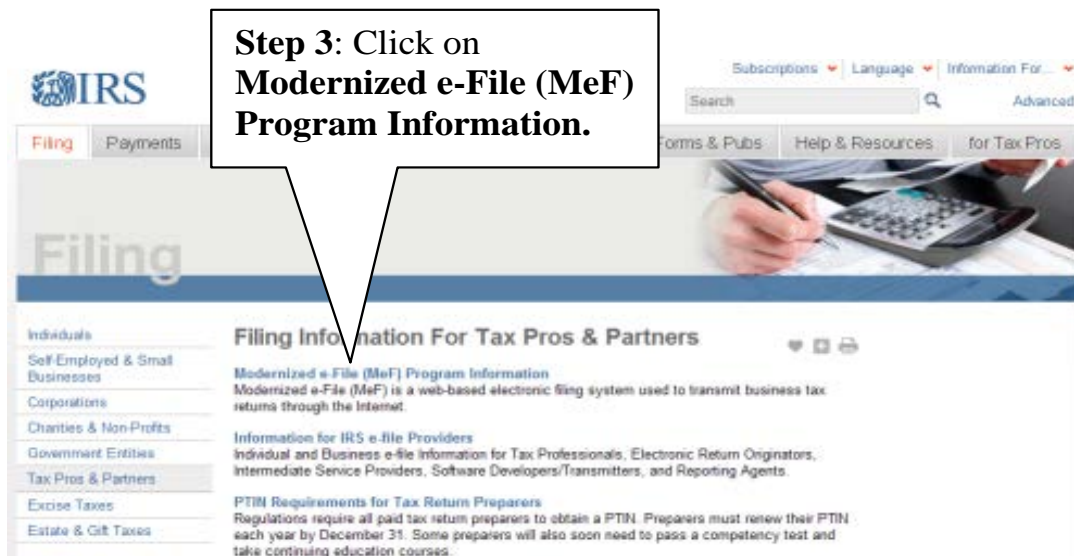 Step 3: Click on
Modernized e-File (MeF)
Program Information.
IRS
Subscriptions Language Information For...
Search Advanced
Filing Payments Forms & Pubs Help & Resources for Tax Pros
Filing
Individuals
Self-Employed & Small
Businesses
Corporations
Charities & Non-Profits
Government Entities
Tax Pros & Partners
Excise Taxes
Estate & Gift Taxes
Filing Information For Tax Pros & Partners
Modernized e-File (MeF) Program Information
Modernized e-File (MeF) is a web-based electronic filing system used to transmit business tax
returns through the Internet.
Information for IRS e-file Providers
Individual and Business e-file Information for Tax Professionals, Electronic Return Originators,
Intermediate Service Providers, Software Developers/Transmitters, and Reporting Agents.
PTIN Requirements for Tax Return Preparers
Regulations require all paid tax return preparers to obtain a PTIN. Preparers must renew their PTIN
each year by December 31. Some preparers will also soon need to pass a competency test and
take continuing education courses.